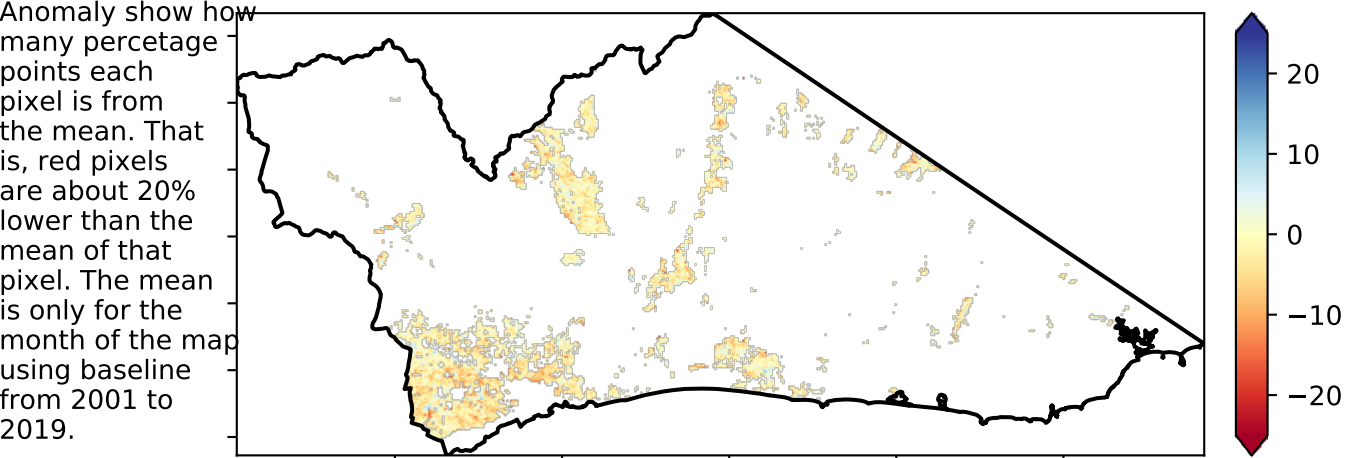 Anomaly show how
many percetage
points each
pixel is from
the mean. That
is, red pixels
are about 20%
lower than the
mean of that
pixel. The mean
is only for the
month of the map
using baseline
from 2001 to
2019.
20
10
0
−10
−20